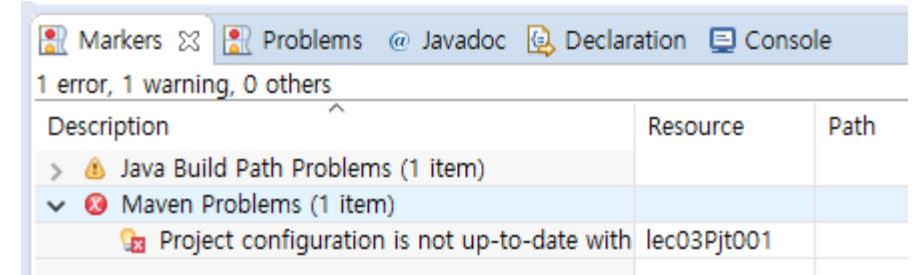 Markers Problems @ Javadoc Declaration Console
1 error, 1 warning, 0 others
Description Resource Path
Java Build Path Problems (1 item)
Maven Problems (1 item)
Project configuration is not up-to-date with lec03Pjt001